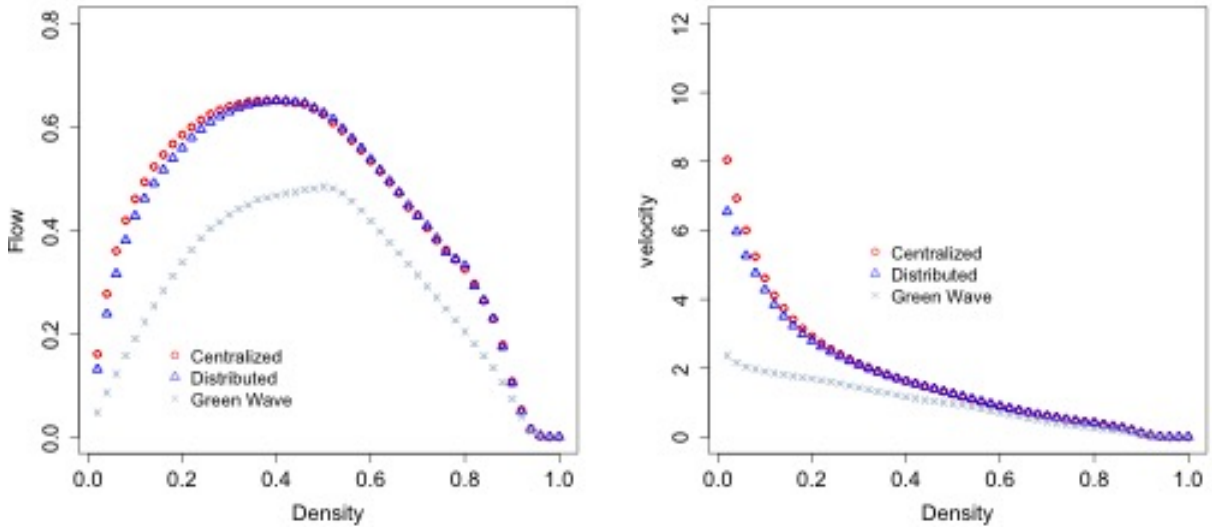 0.8
0.6
0.4
0.2
0.0
Flow
Centralized
Distributed
Green Wave
0.0 0.2 0.4 0.6 0.8 1.0
Density
12
10
8
6
4
2
0
velocity
Centralized
Distributed
Green Wave
0.0 0.2 0.4 0.6 0.8 1.0
Density